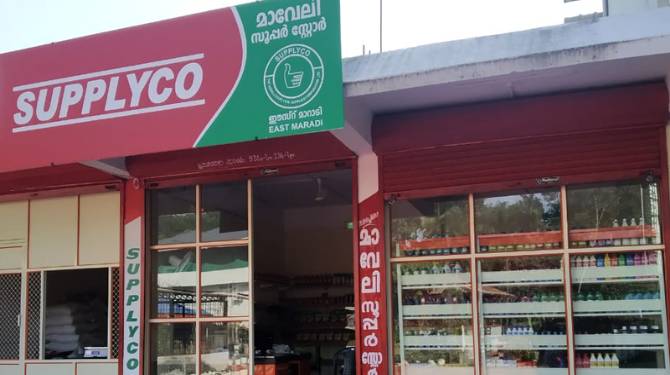 SUPPLYCO
മാവേലി
സൂപ്പർ സ്റ്റോർ
SUPPLYCO
ഈസ്റ്റ് മാറാടി
EAST MARADI
SUPPLYCO
മാവേലി സൂപ്പർ സ്റ്റോർ